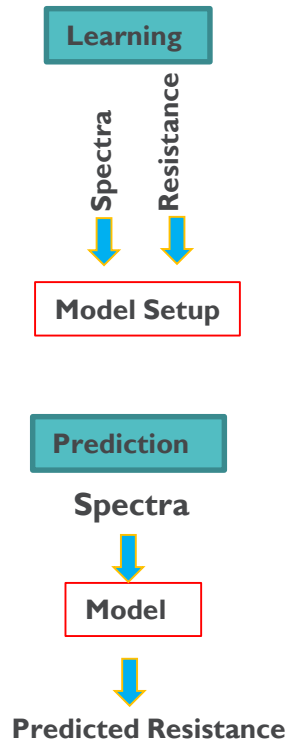 Learning
Spectra
Resistance
Model Setup
Prediction
Spectra
Model
Predicted Resistance